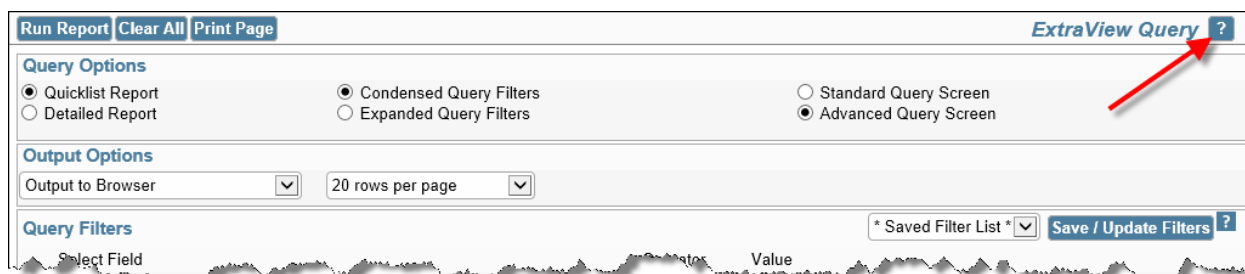 Run Report Clear All Print Page ExtraView Query ?
Query Options
Quicklist Report Condensed Query Filters Standard Query Screen
Detailed Report Expanded Query Filters Advanced Query Screen
Output Options
Output to Browser 20 rows per page
Query Filters * Saved Filter List * Save / Update Filters ?
Select Field Value